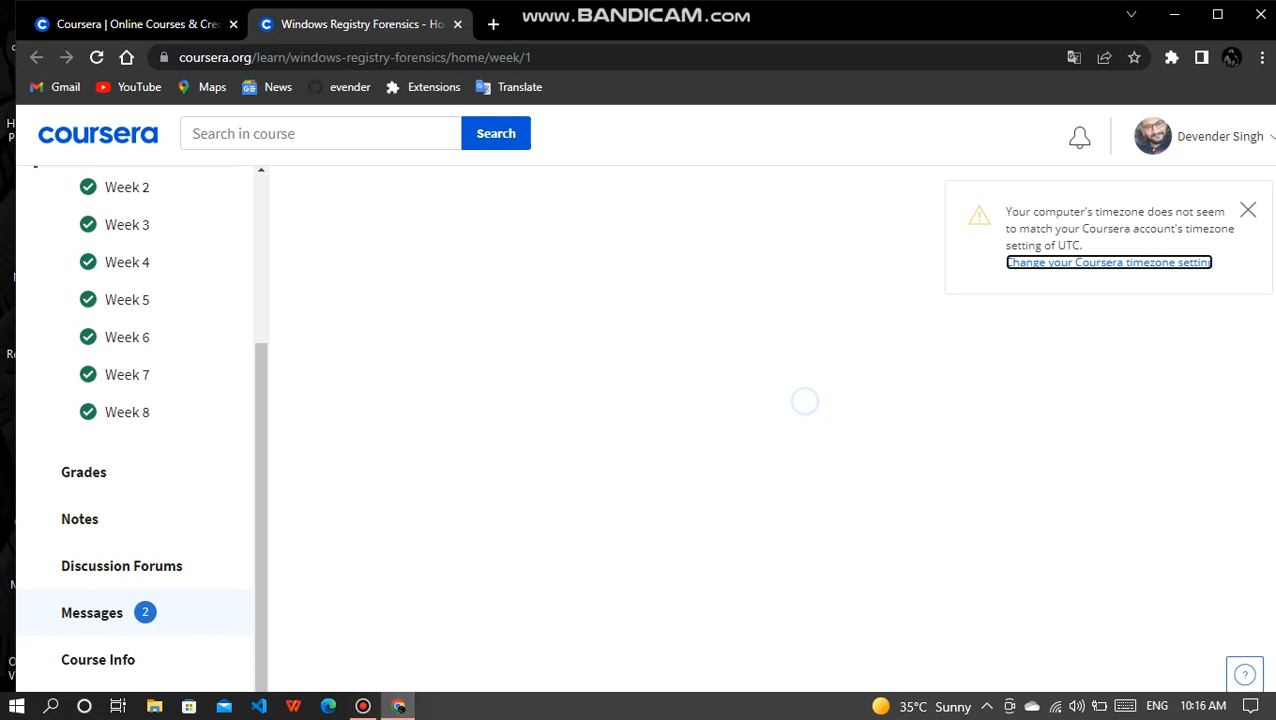 www.BANDICAM.com
Coursera | Online Courses & Cre
Windows Registry Forensics - Ho
coursera.org/learn/windows-registry-forensics/home/week/1
Gmail YouTube Maps News evender Extensions Translate
coursera
Search in course
Search
Devender Singh
Week 2
Week 3
Week 4
Week 5
Week 6
Week 7
Week 8
Grades
Notes
Discussion Forums
Messages 2
Course Info
Your computer's timezone does not seem
to match your Coursera account's timezone
setting of UTC.
Change your Coursera timezone setting
?
35°C Sunny
ENG 10:16 AM